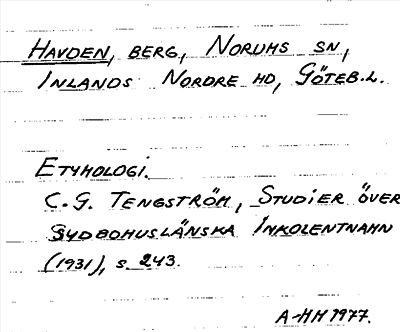 HAVDEN, BERG, NORUMS SN,
INLANDS NORDRE HD, GÖTEB.L.
ETYMOLOGI.
C.G. TENGSTRÖM, STUDIER ÖVER
SYDBOHUSLÄNSKA INKOLENTNAMN
(1931), s. 243.
A-HH 1977.